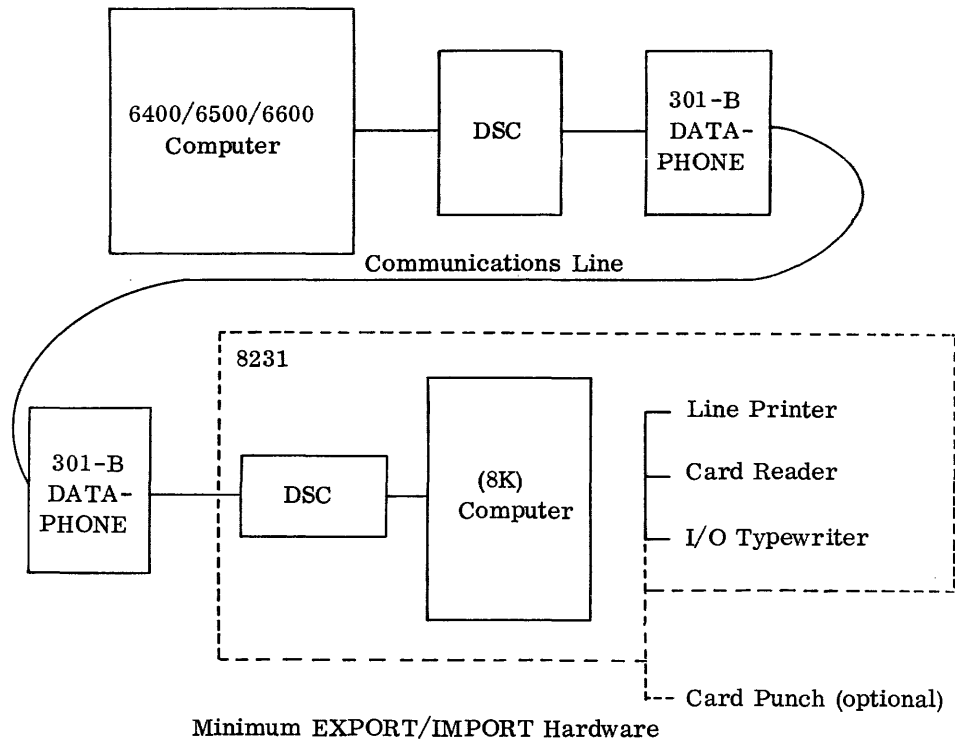 6400/6500/6600
Computer
DSC
301-B
DATA-
PHONE
Communications Line
8231
301-B
DATA-
PHONE
DSC
(8K)
Computer
Line Printer
Card Reader
I/O Typewriter
Card Punch (optional)
Minimum EXPORT/IMPORT Hardware